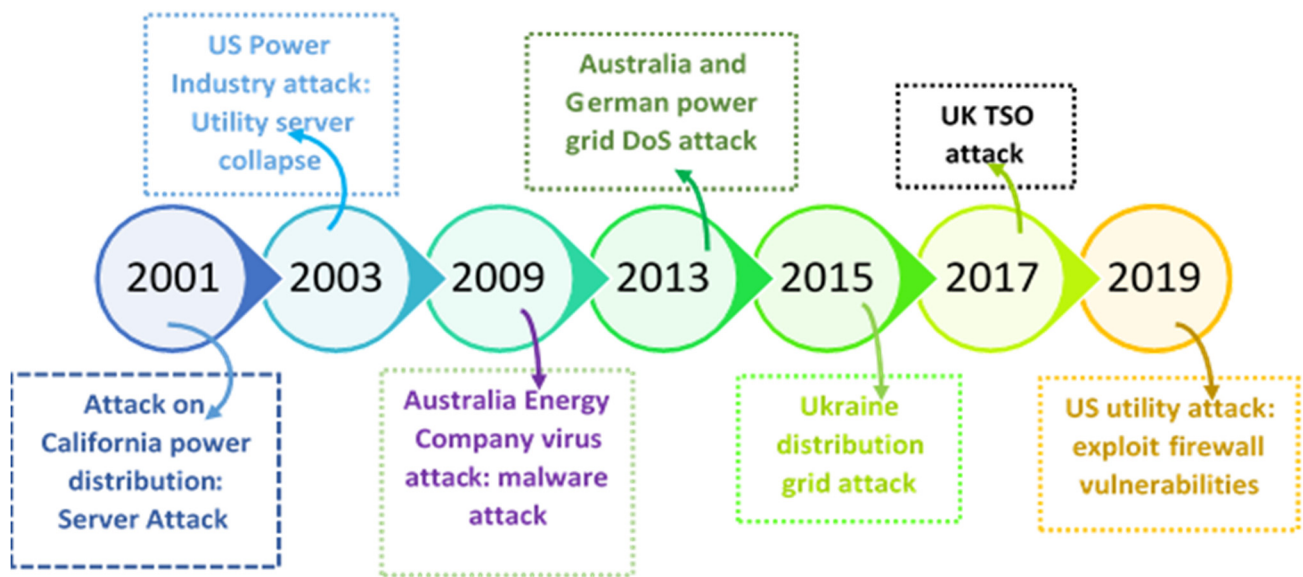 US Power
Industry attack:
Utility server
collapse
Australia and
German power
grid DoS attack
UK TSO
attack
2001
2003
2009
2013
2015
2017
2019
Attack on
California power
distribution:
Server Attack
Australia Energy
Company virus
attack: malware
attack
Ukraine
distribution
grid attack
US utility attack:
exploit firewall
vulnerabilities